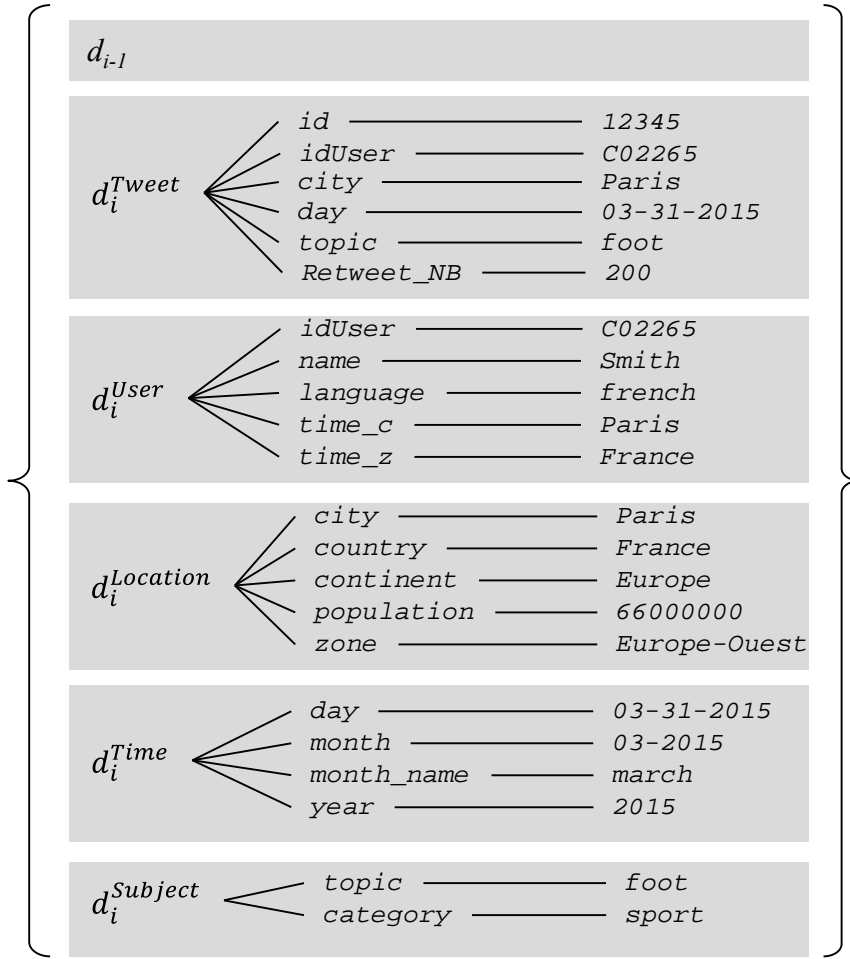 d_{i-1}
id 12345
idUser C02265
city Paris
d_i^{Tweet}
day 03-31-2015
topic foot
Retweet_NB 200
idUser C02265
name Smith
d_i^{User}
language french
time_c Paris
time_z France
city Paris
country France
d_i^{Location}
continent Europe
population 66000000
zone Europe-Ouest
day 03-31-2015
month 03-2015
d_i^{Time}
month_name march
year 2015
topic foot
d_i^{Subject}
category sport